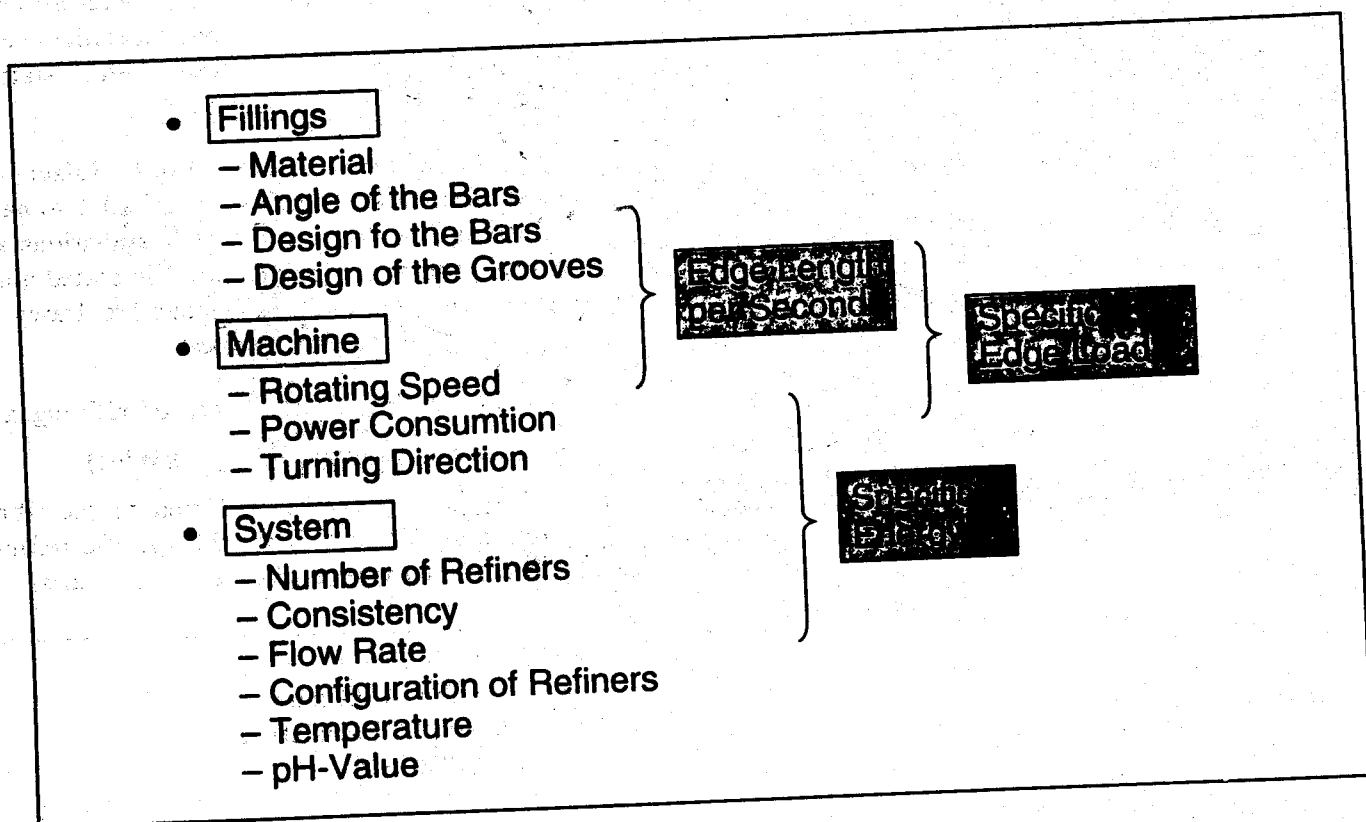 • Fillings
– Material
– Angle of the Bars
– Design fo the Bars
– Design of the Grooves
• Machine
– Rotating Speed
– Power Consumtion
– Turning Direction
• System
– Number of Refiners
– Consistency
– Flow Rate
– Configuration of Refiners
– Temperature
– pH-Value
Edge Length
per Second
Specific
Edge Load
Specific
Energy